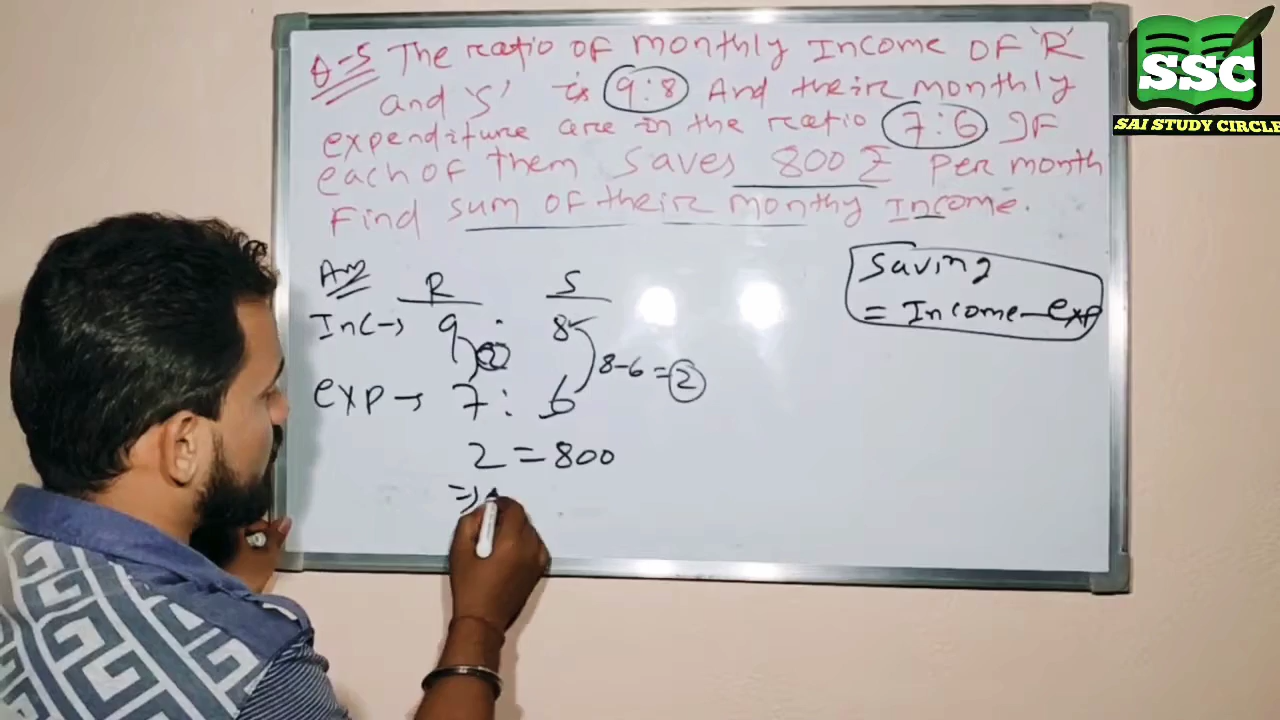 Q-5 The ratio of monthly Income of 'R'
and 'S' is 9:8 And their monthly
expenditure are in the ratio 7:6 If
each of them saves 800 ₹ per month
Find sum of their monthy Income.
Ans
R S
Inc→ 9 : 8
2 8-6=2
exp→ 7 : 6
2=800
⇒
Saving
= Income-exp
SSC
SAI STUDY CIRCLE